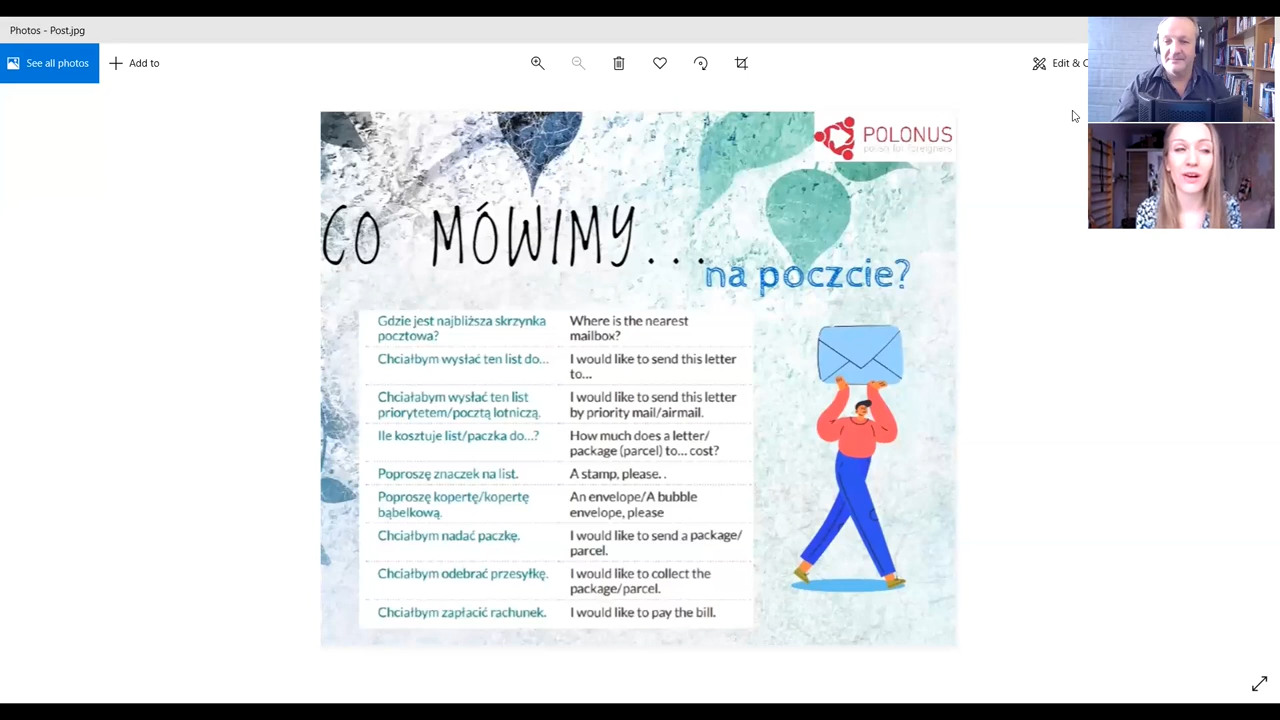 Photos - Post.jpg
See all photos
Add to
Edit & C
POLONUS
polish for foreigners
CO MÓWIMY...
na poczcie?
Gdzie jest najbliższa skrzynka
pocztowa?
Where is the nearest
mailbox?
Chciałbym wysłać ten list do...
I would like to send this letter
to...
Chciałabym wysłać ten list
priorytetem/pocztą lotniczą.
I would like to send this letter
by priority mail/airmail.
Ile kosztuje list/paczka do...?
How much does a letter/
package (parcel) to... cost?
Poproszę znaczek na list.
A stamp, please. .
Poproszę kopertę/kopertę
bąbelkową.
An envelope/A bubble
envelope, please
Chciałbym nadać paczkę.
I would like to send a package/
parcel.
Chciałbym odebrać przesyłkę.
I would like to collect the
package/parcel.
Chciałbym zapłacić rachunek.
I would like to pay the bill.